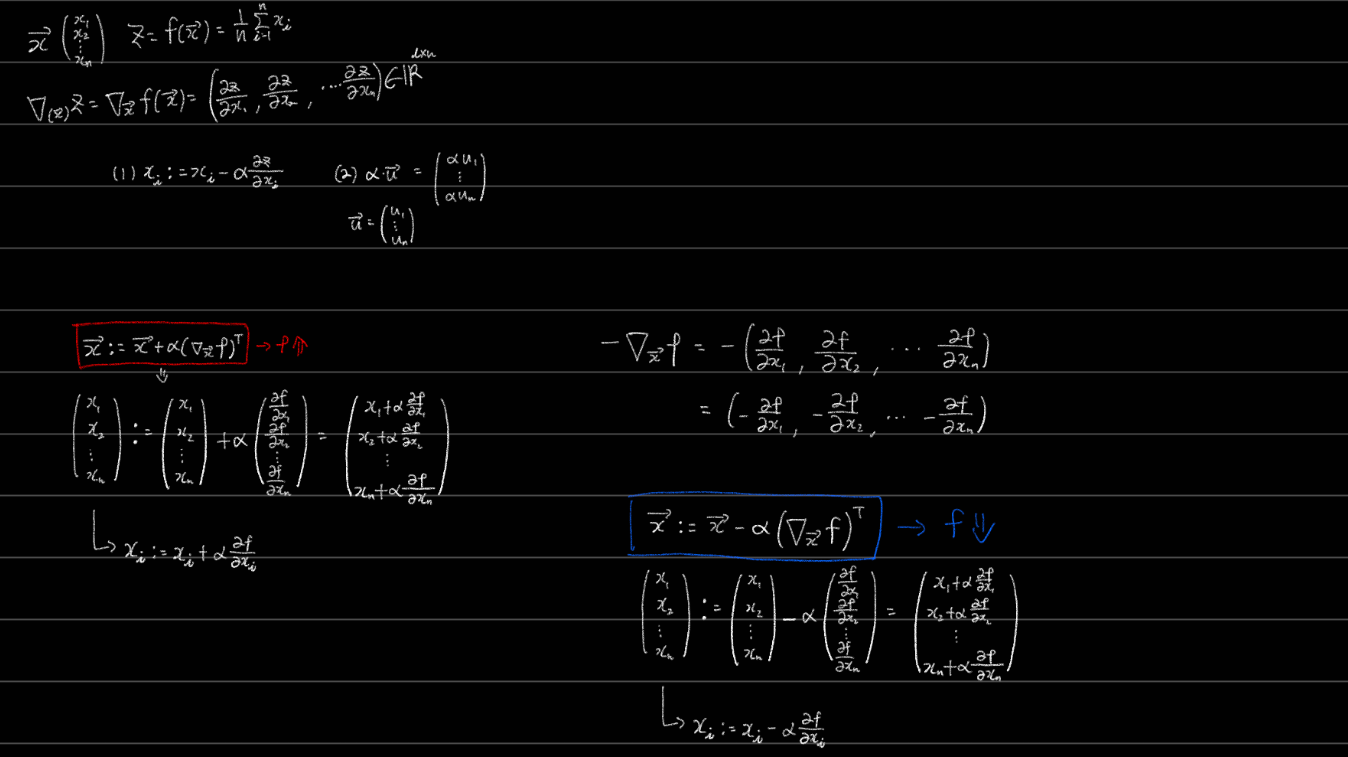 $\vec{x} \begin{pmatrix} x_1 \\ x_2 \\ \vdots \\ x_n \end{pmatrix} \quad z = f(\vec{x}) = \frac{1}{n} \sum_{i=1}^{n} x_i$
$\nabla_{(\vec{x})} z = \nabla_{\vec{x}} f(\vec{x}) = \left( \frac{\partial z}{\partial x_1}, \frac{\partial z}{\partial x_2}, \cdots \frac{\partial z}{\partial x_n} \right) \in \mathbb{R}^{1 \times n}$
(1) $x_i := x_i - \alpha \frac{\partial z}{\partial x_i}$
(2) $\alpha \cdot \vec{u} = \begin{pmatrix} \alpha u_1 \\ \vdots \\ \alpha u_n \end{pmatrix}$
$\vec{u} = \begin{pmatrix} u_1 \\ \vdots \\ u_n \end{pmatrix}$
$\vec{x} := \vec{x} + \alpha (\nabla_{\vec{x}} f)^T \rightarrow f \Uparrow$
$\Downarrow$
$\begin{pmatrix} x_1 \\ x_2 \\ \vdots \\ x_n \end{pmatrix} := \begin{pmatrix} x_1 \\ x_2 \\ \vdots \\ x_n \end{pmatrix} + \alpha \begin{pmatrix} \frac{\partial f}{\partial x_1} \\ \frac{\partial f}{\partial x_2} \\ \vdots \\ \frac{\partial f}{\partial x_n} \end{pmatrix} = \begin{pmatrix} x_1 + \alpha \frac{\partial f}{\partial x_1} \\ x_2 + \alpha \frac{\partial f}{\partial x_2} \\ \vdots \\ x_n + \alpha \frac{\partial f}{\partial x_n} \end{pmatrix}$
$\hookrightarrow x_i := x_i + \alpha \frac{\partial f}{\partial x_i}$
$-\nabla_{\vec{x}} f = -\left( \frac{\partial f}{\partial x_1}, \frac{\partial f}{\partial x_2}, \cdots \frac{\partial f}{\partial x_n} \right)$
$= \left( -\frac{\partial f}{\partial x_1}, -\frac{\partial f}{\partial x_2}, \cdots -\frac{\partial f}{\partial x_n} \right)$
$\vec{x} := \vec{x} - \alpha (\nabla_{\vec{x}} f)^T \rightarrow f \Downarrow$
$\begin{pmatrix} x_1 \\ x_2 \\ \vdots \\ x_n \end{pmatrix} := \begin{pmatrix} x_1 \\ x_2 \\ \vdots \\ x_n \end{pmatrix} - \alpha \begin{pmatrix} \frac{\partial f}{\partial x_1} \\ \frac{\partial f}{\partial x_2} \\ \vdots \\ \frac{\partial f}{\partial x_n} \end{pmatrix} = \begin{pmatrix} x_1 + \alpha \frac{\partial f}{\partial x_1} \\ x_2 + \alpha \frac{\partial f}{\partial x_2} \\ \vdots \\ x_n + \alpha \frac{\partial f}{\partial x_n} \end{pmatrix}$
$\hookrightarrow x_i := x_i - \alpha \frac{\partial f}{\partial x_i}$